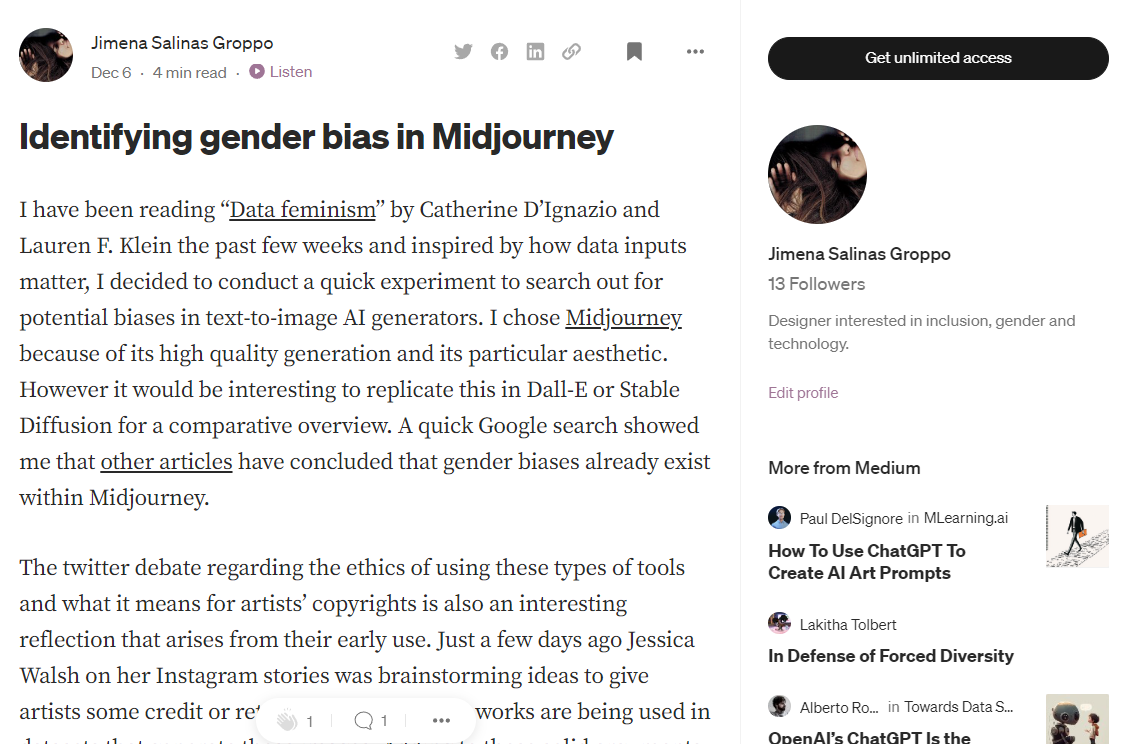 Jimena Salinas Groppo
Dec 6 · 4 min read · Listen
Identifying gender bias in Midjourney
I have been reading “Data feminism” by Catherine D’Ignazio and
Lauren F. Klein the past few weeks and inspired by how data inputs
matter, I decided to conduct a quick experiment to search out for
potential biases in text-to-image AI generators. I chose Midjourney
because of its high quality generation and its particular aesthetic.
However it would be interesting to replicate this in Dall-E or Stable
Diffusion for a comparative overview. A quick Google search showed
me that other articles have concluded that gender biases already exist
within Midjourney.
The twitter debate regarding the ethics of using these types of tools
and what it means for artists’ copyrights is also an interesting
reflection that arises from their early use. Just a few days ago Jessica
Walsh on her Instagram stories was brainstorming ideas to give
artists some credit or works are being used in
1 1
Get unlimited access
Jimena Salinas Groppo
13 Followers
Designer interested in inclusion, gender and
technology.
Edit profile
More from Medium
Paul DelSignore in MLearning.ai
How To Use ChatGPT To
Create AI Art Prompts
Lakitha Tolbert
In Defense of Forced Diversity
Alberto Ro... in Towards Data S...
OpenAI’s ChatGPT Is the